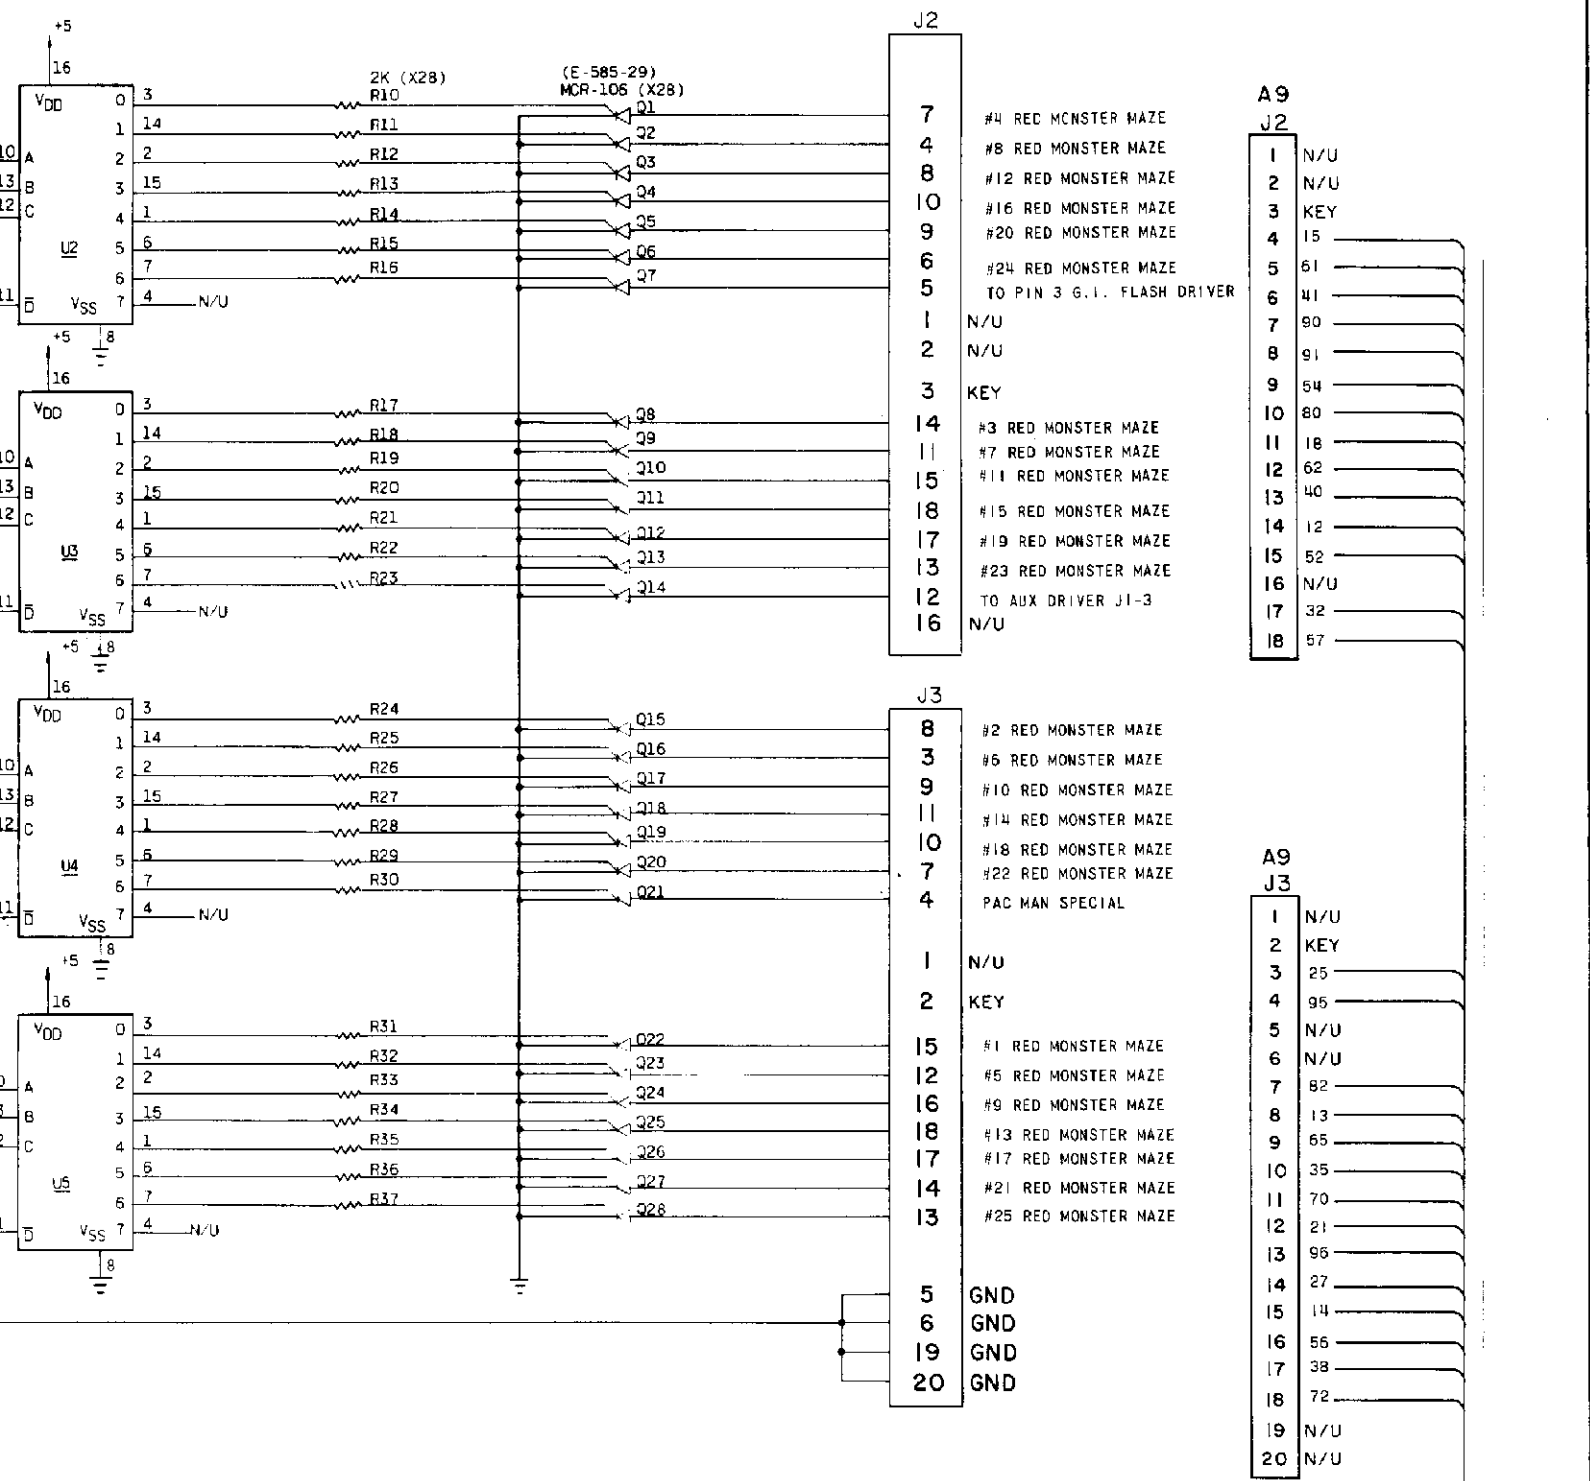 +5
16
VDD
0 3
1 14
2 2
3 15
4 1
5 6
6 7
7 4 N/U
10 A
13 B
12 C
U2
11 D̅
VSS
8
2K (X28)
R10
R11
R12
R13
R14
R15
R16
(E-585-29)
MCR-106 (X28)
Q1
Q2
Q3
Q4
Q5
Q6
Q7
+5
16
VDD
0 3
1 14
2 2
3 15
4 1
5 6
6 7
7 4 N/U
10 A
13 B
12 C
U3
11 D̅
VSS
8
R17
R18
R19
R20
R21
R22
R23
Q8
Q9
Q10
Q11
Q12
Q13
Q14
+5
16
VDD
0 3
1 14
2 2
3 15
4 1
5 6
6 7
7 4 N/U
10 A
13 B
12 C
U4
11 D̅
VSS
8
R24
R25
R26
R27
R28
R29
R30
Q15
Q16
Q17
Q18
Q19
Q20
Q21
+5
16
VDD
0 3
1 14
2 2
3 15
4 1
5 6
6 7
7 4 N/U
A
B
C
U5
D̅
VSS
8
R31
R32
R33
R34
R35
R36
R37
Q22
Q23
Q24
Q25
Q26
Q27
Q28
J2
7 #4 RED MONSTER MAZE
4 #8 RED MONSTER MAZE
8 #12 RED MONSTER MAZE
10 #16 RED MONSTER MAZE
9 #20 RED MONSTER MAZE
6 #24 RED MONSTER MAZE
5 TO PIN 3 G.I. FLASH DRIVER
1 N/U
2 N/U
3 KEY
14 #3 RED MONSTER MAZE
11 #7 RED MONSTER MAZE
15 #11 RED MONSTER MAZE
18 #15 RED MONSTER MAZE
17 #19 RED MONSTER MAZE
13 #23 RED MONSTER MAZE
12 TO AUX DRIVER J1-3
16 N/U
J3
8 #2 RED MONSTER MAZE
3 #6 RED MONSTER MAZE
9 #10 RED MONSTER MAZE
11 #14 RED MONSTER MAZE
10 #18 RED MONSTER MAZE
7 #22 RED MONSTER MAZE
4 PAC MAN SPECIAL
1 N/U
2 KEY
15 #1 RED MONSTER MAZE
12 #5 RED MONSTER MAZE
16 #9 RED MONSTER MAZE
18 #13 RED MONSTER MAZE
17 #17 RED MONSTER MAZE
14 #21 RED MONSTER MAZE
13 #25 RED MONSTER MAZE
5 GND
6 GND
19 GND
20 GND
A9
J2
1 N/U
2 N/U
3 KEY
4 15
5 61
6 41
7 90
8 91
9 54
10 80
11 18
12 62
13 40
14 12
15 52
16 N/U
17 32
18 57
A9
J3
1 N/U
2 KEY
3 25
4 95
5 N/U
6 N/U
7 82
8 13
9 65
10 35
11 70
12 21
13 96
14 27
15 14
16 56
17 38
18 72
19 N/U
20 N/U